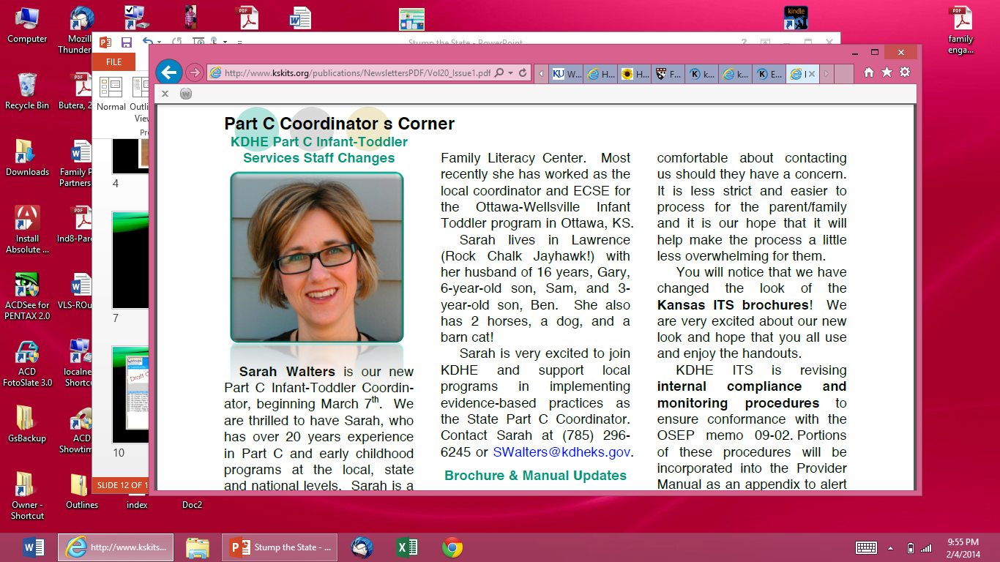 Computer
Mozill
Thunder
family
enga...
Stump the State - PowerPoint
FILE
http://www.kskits.org/publications/NewslettersPDF/Vol20_Issue1.pdf
W...
H...
H...
F...
k...
k...
E...
Recycle Bin
Butera, 2
Normal
Outli
View
Pr
Part C Coordinator s Corner
KDHE Part C Infant-Toddler
Services Staff Changes
Sarah Walters is our new
Part C Infant-Toddler Coordin-
ator, beginning March 7th. We
are thrilled to have Sarah, who
has over 20 years experience
in Part C and early childhood
programs at the local, state
and national levels. Sarah is a
Family Literacy Center. Most
recently she has worked as the
local coordinator and ECSE for
the Ottawa-Wellsville Infant
Toddler program in Ottawa, KS.
Sarah lives in Lawrence
(Rock Chalk Jayhawk!) with
her husband of 16 years, Gary,
6-year-old son, Sam, and 3-
year-old son, Ben. She also
has 2 horses, a dog, and a
barn cat!
Sarah is very excited to join
KDHE and support local
programs in implementing
evidence-based practices as
the State Part C Coordinator.
Contact Sarah at (785) 296-
6245 or SWalters@kdheks.gov.
Brochure & Manual Updates
comfortable about contacting
us should they have a concern.
It is less strict and easier to
process for the parent/family
and it is our hope that it will
help make the process a little
less overwhelming for them.
You will notice that we have
changed the look of the
Kansas ITS brochures! We
are very excited about our new
look and hope that you all use
and enjoy the handouts.
KDHE ITS is revising
internal compliance and
monitoring procedures to
ensure conformance with the
OSEP memo 09-02. Portions
of these procedures will be
incorporated into the Provider
Manual as an appendix to alert
Downloads
Family P
Partners
4
Install
Absolute ...
Ind8-Par
ACDSee for
PENTAX 2.0
VLS-ROu
7
ACD
FotoSlate 3.0
localne
Shortc
GsBackup
ACD
Showtim
10
SLIDE 12 OF 1
Owner -
Shortcut
Outlines
index
Doc2
http://www.kskits...
Stump the State - ...
9:55 PM
2/4/2014